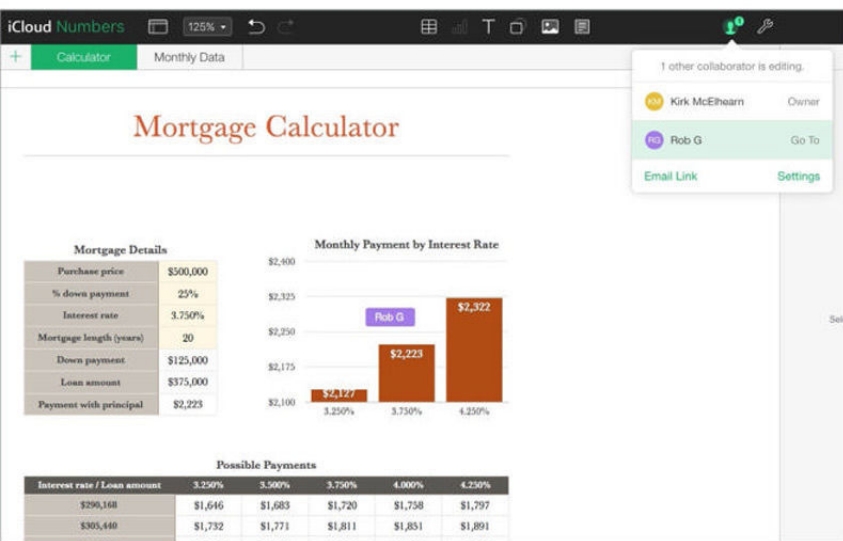 iCloud Numbers 125%
Calculator Monthly Data
1 other collaborator is editing.
KM Kirk McElhearn Owner
RG Rob G Go To
Email Link Settings
Mortgage Calculator
Mortgage Details
Purchase price $500,000
% down payment 25%
Interest rate 3.750%
Mortgage length (years) 20
Down payment $125,000
Loan amount $375,000
Payment with principal $2,223
Monthly Payment by Interest Rate
$2,400
$2,325
$2,250
$2,175
$2,100
Rob G
$2,127
$2,223
$2,322
3.250% 3.750% 4.250%
Sel
Possible Payments
Interest rate / Loan amount 3.250% 3.500% 3.750% 4.000% 4.250%
$290,168 $1,646 $1,683 $1,720 $1,758 $1,797
$305,440 $1,732 $1,771 $1,811 $1,851 $1,891